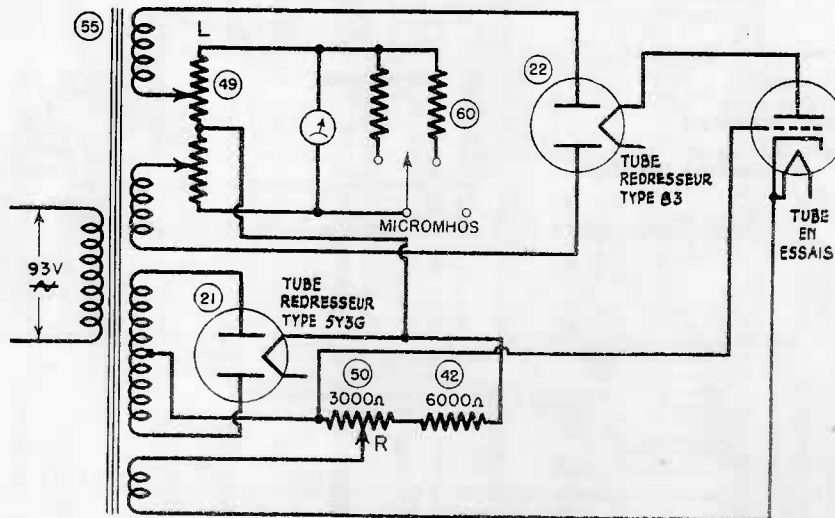 55
L
49
22
60
TUBE
REDRESSEUR
TYPE 83
MICROMHOS
TUBE
EN
ESSAIS
93V
21
TUBE
REDRESSEUR
TYPE 5Y3G
50
42
3000Ω
6000Ω
R